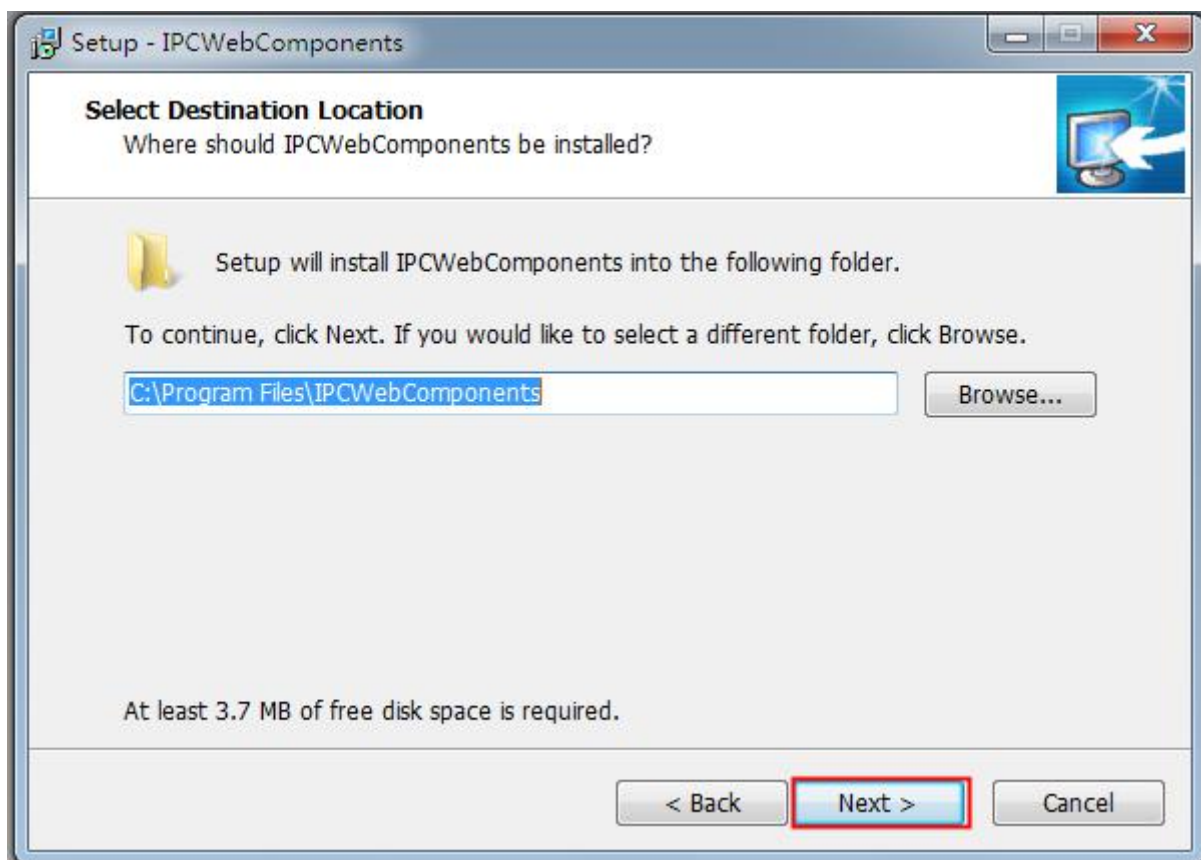 Setup - IPCWebComponents
Select Destination Location
Where should IPCWebComponents be installed?
Setup will install IPCWebComponents into the following folder.
To continue, click Next. If you would like to select a different folder, click Browse.
C:\Program Files\IPCWebComponents
Browse...
At least 3.7 MB of free disk space is required.
< Back
Next >
Cancel